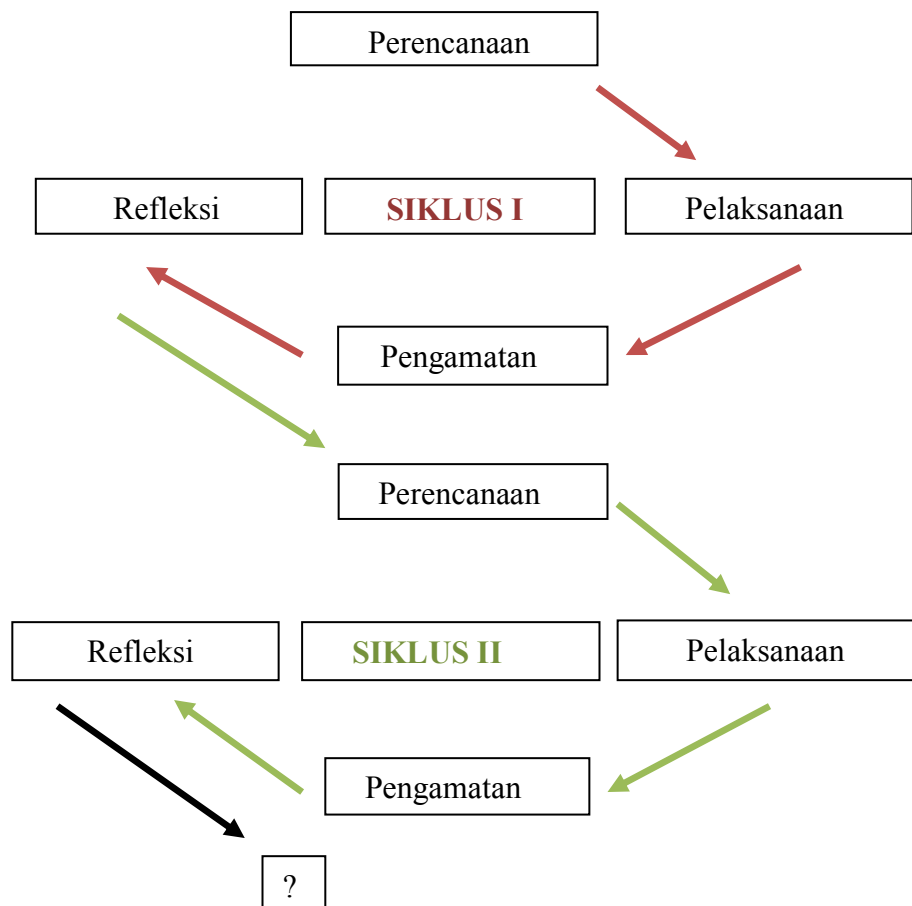 Perencanaan
Refleksi
SIKLUS I
Pelaksanaan
Pengamatan
Perencanaan
Refleksi
SIKLUS II
Pelaksanaan
Pengamatan
?